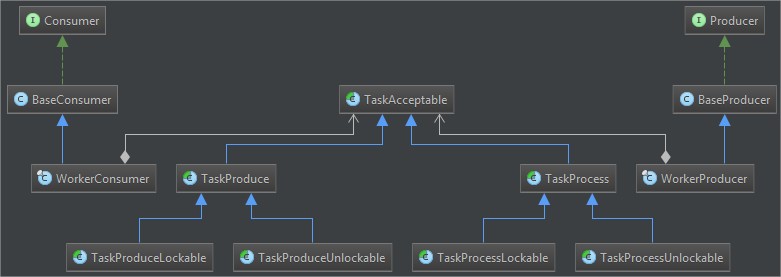 Consumer
Producer
BaseConsumer
TaskAcceptable
BaseProducer
WorkerConsumer
TaskProduce
TaskProcess
WorkerProducer
TaskProduceLockable
TaskProduceUnlockable
TaskProcessLockable
TaskProcessUnlockable